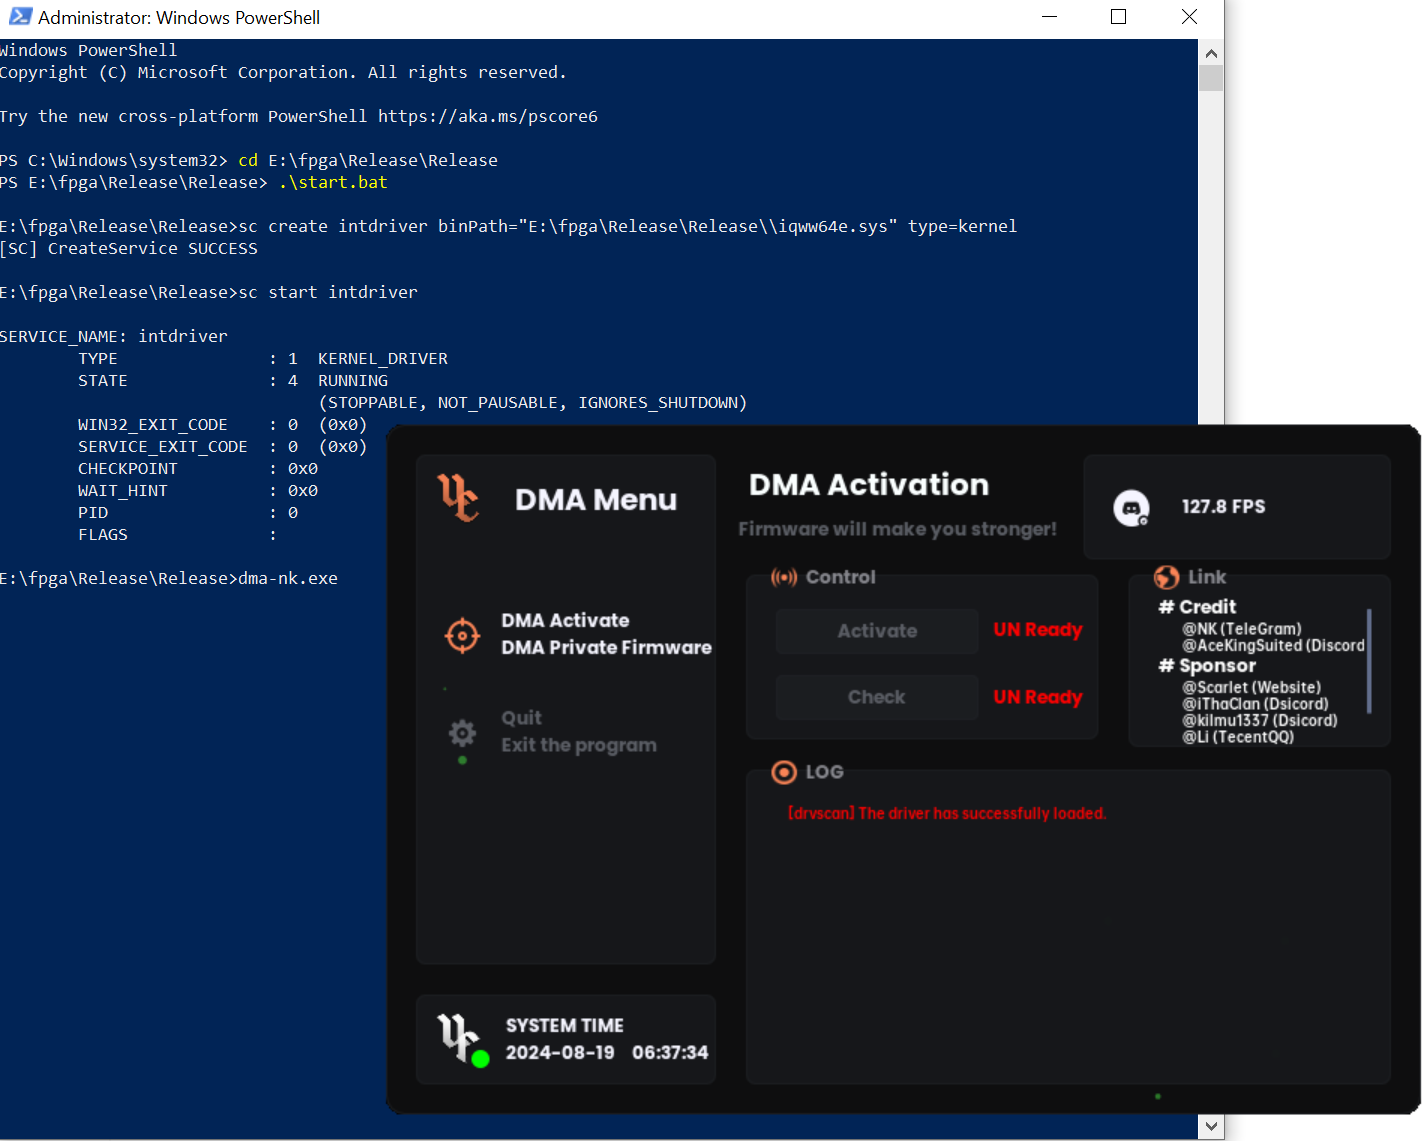 Administrator: Windows PowerShell
Windows PowerShell
Copyright (C) Microsoft Corporation. All rights reserved.
Try the new cross-platform PowerShell https://aka.ms/pscore6
PS C:\Windows\system32> cd E:\fpga\Release\Release
PS E:\fpga\Release\Release> .\start.bat
E:\fpga\Release\Release>sc create intdriver binPath="E:\fpga\Release\Release\\iqww64e.sys" type=kernel
[SC] CreateService SUCCESS
E:\fpga\Release\Release>sc start intdriver
SERVICE_NAME: intdriver
TYPE : 1 KERNEL_DRIVER
STATE : 4 RUNNING
(STOPPABLE, NOT_PAUSABLE, IGNORES_SHUTDOWN)
WIN32_EXIT_CODE : 0 (0x0)
SERVICE_EXIT_CODE : 0 (0x0)
CHECKPOINT : 0x0
WAIT_HINT : 0x0
PID : 0
FLAGS :
E:\fpga\Release\Release>dma-nk.exe
UC
DMA Menu
DMA Activate
DMA Private Firmware
Quit
Exit the program
UC
SYSTEM TIME
2024-08-19 06:37:34
DMA Activation
Firmware will make you stronger!
127.8 FPS
Control
Activate UN Ready
Check UN Ready
Link
# Credit
@NK (TeleGram)
@AceKingSuited (Discord
# Sponsor
@Scarlet (Website)
@iThaClan (Dsicord)
@kilmu1337 (Dsicord)
@Li (TecentQQ)
LOG
[drvscan] The driver has successfully loaded.